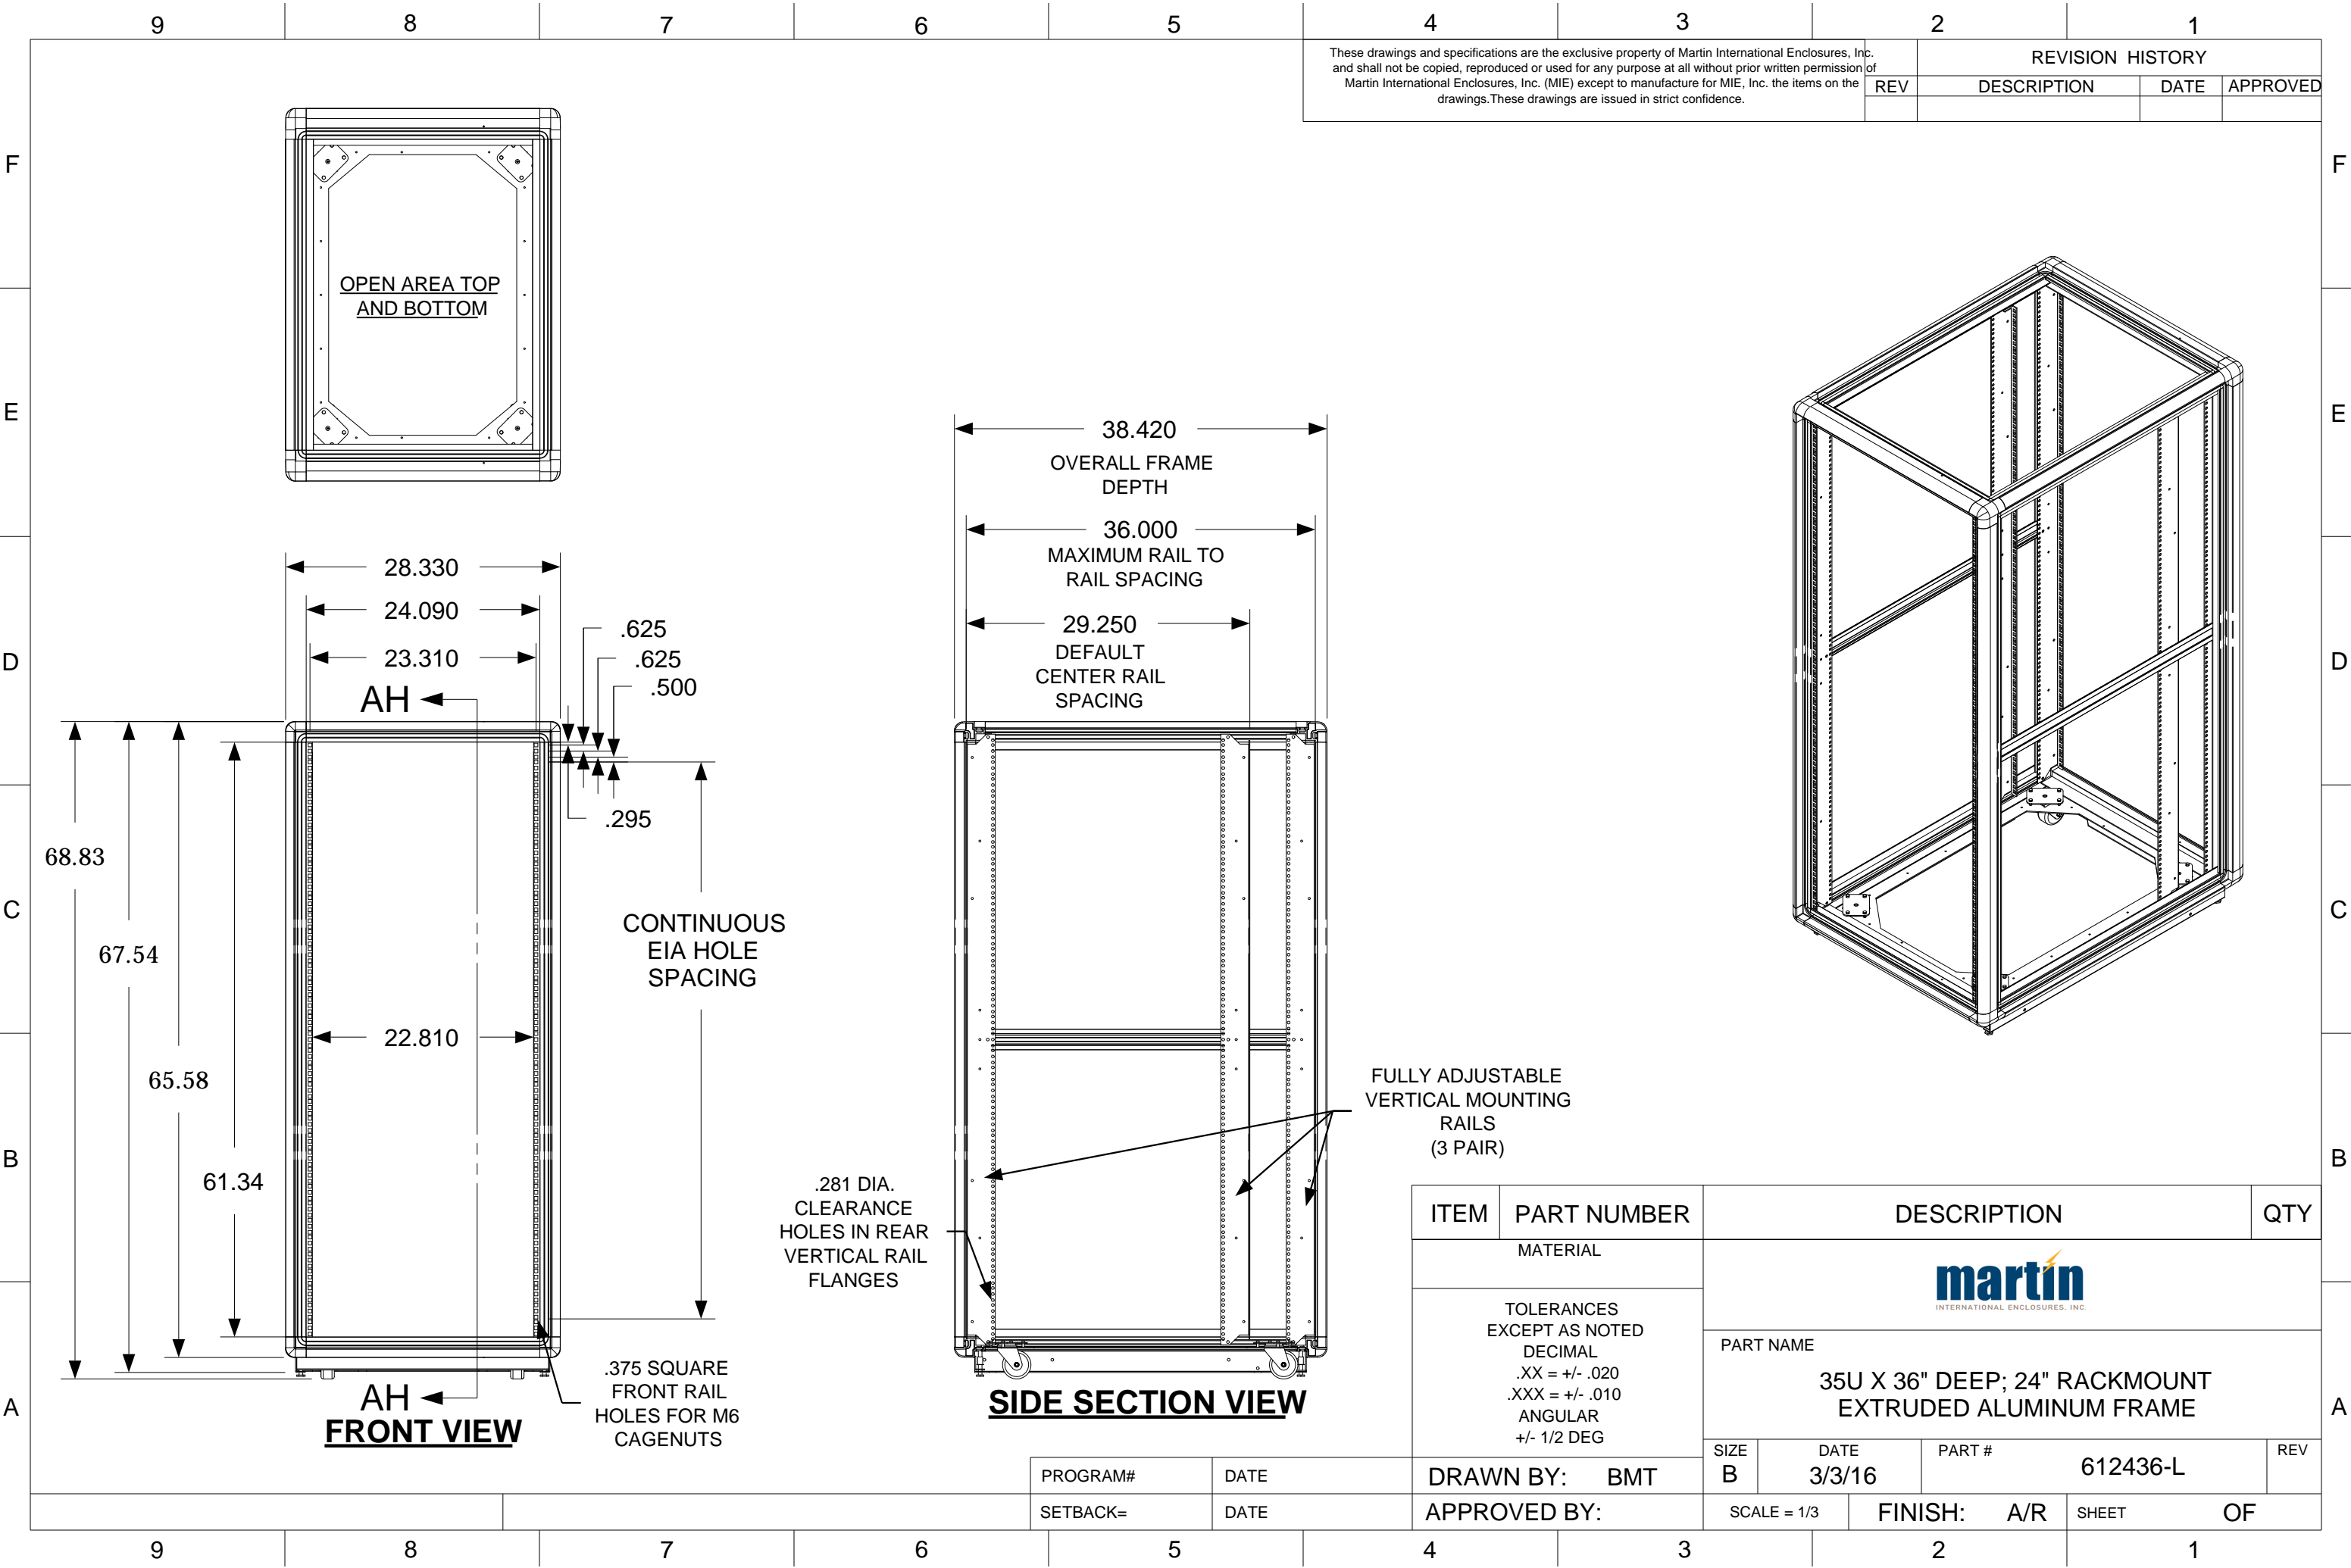 9 8 7 6 5 4 3 2 1
These drawings and specifications are the exclusive property of Martin International Enclosures, Inc.
and shall not be copied, reproduced or used for any purpose at all without prior written permission of
Martin International Enclosures, Inc. (MIE) except to manufacture for MIE, Inc. the items on the
drawings.These drawings are issued in strict confidence.
REVISION HISTORY
REV DESCRIPTION DATE APPROVED
F F
OPEN AREA TOP
AND BOTTOM
E E
38.420
OVERALL FRAME
DEPTH
36.000
MAXIMUM RAIL TO
RAIL SPACING
29.250
DEFAULT
CENTER RAIL
SPACING
28.330
24.090
23.310
.625
.625
.500
D D
AH
.295
68.83
67.54
65.58
61.34
C C
CONTINUOUS
EIA HOLE
SPACING
22.810
FULLY ADJUSTABLE
VERTICAL MOUNTING
RAILS
(3 PAIR)
B B
.281 DIA.
CLEARANCE
HOLES IN REAR
VERTICAL RAIL
FLANGES
.375 SQUARE
FRONT RAIL
HOLES FOR M6
CAGENUTS
AH
FRONT VIEW
SIDE SECTION VIEW
A A
ITEM PART NUMBER DESCRIPTION QTY
MATERIAL
TOLERANCES
EXCEPT AS NOTED
DECIMAL
.XX = +/- .020
.XXX = +/- .010
ANGULAR
+/- 1/2 DEG
martin
INTERNATIONAL ENCLOSURES, INC.
PART NAME
35U X 36" DEEP; 24" RACKMOUNT
EXTRUDED ALUMINUM FRAME
SIZE DATE PART # REV
B 3/3/16 612436-L
PROGRAM# DATE DRAWN BY: BMT
SETBACK= DATE APPROVED BY: SCALE = 1/3 FINISH: A/R SHEET OF
9 8 7 6 5 4 3 2 1